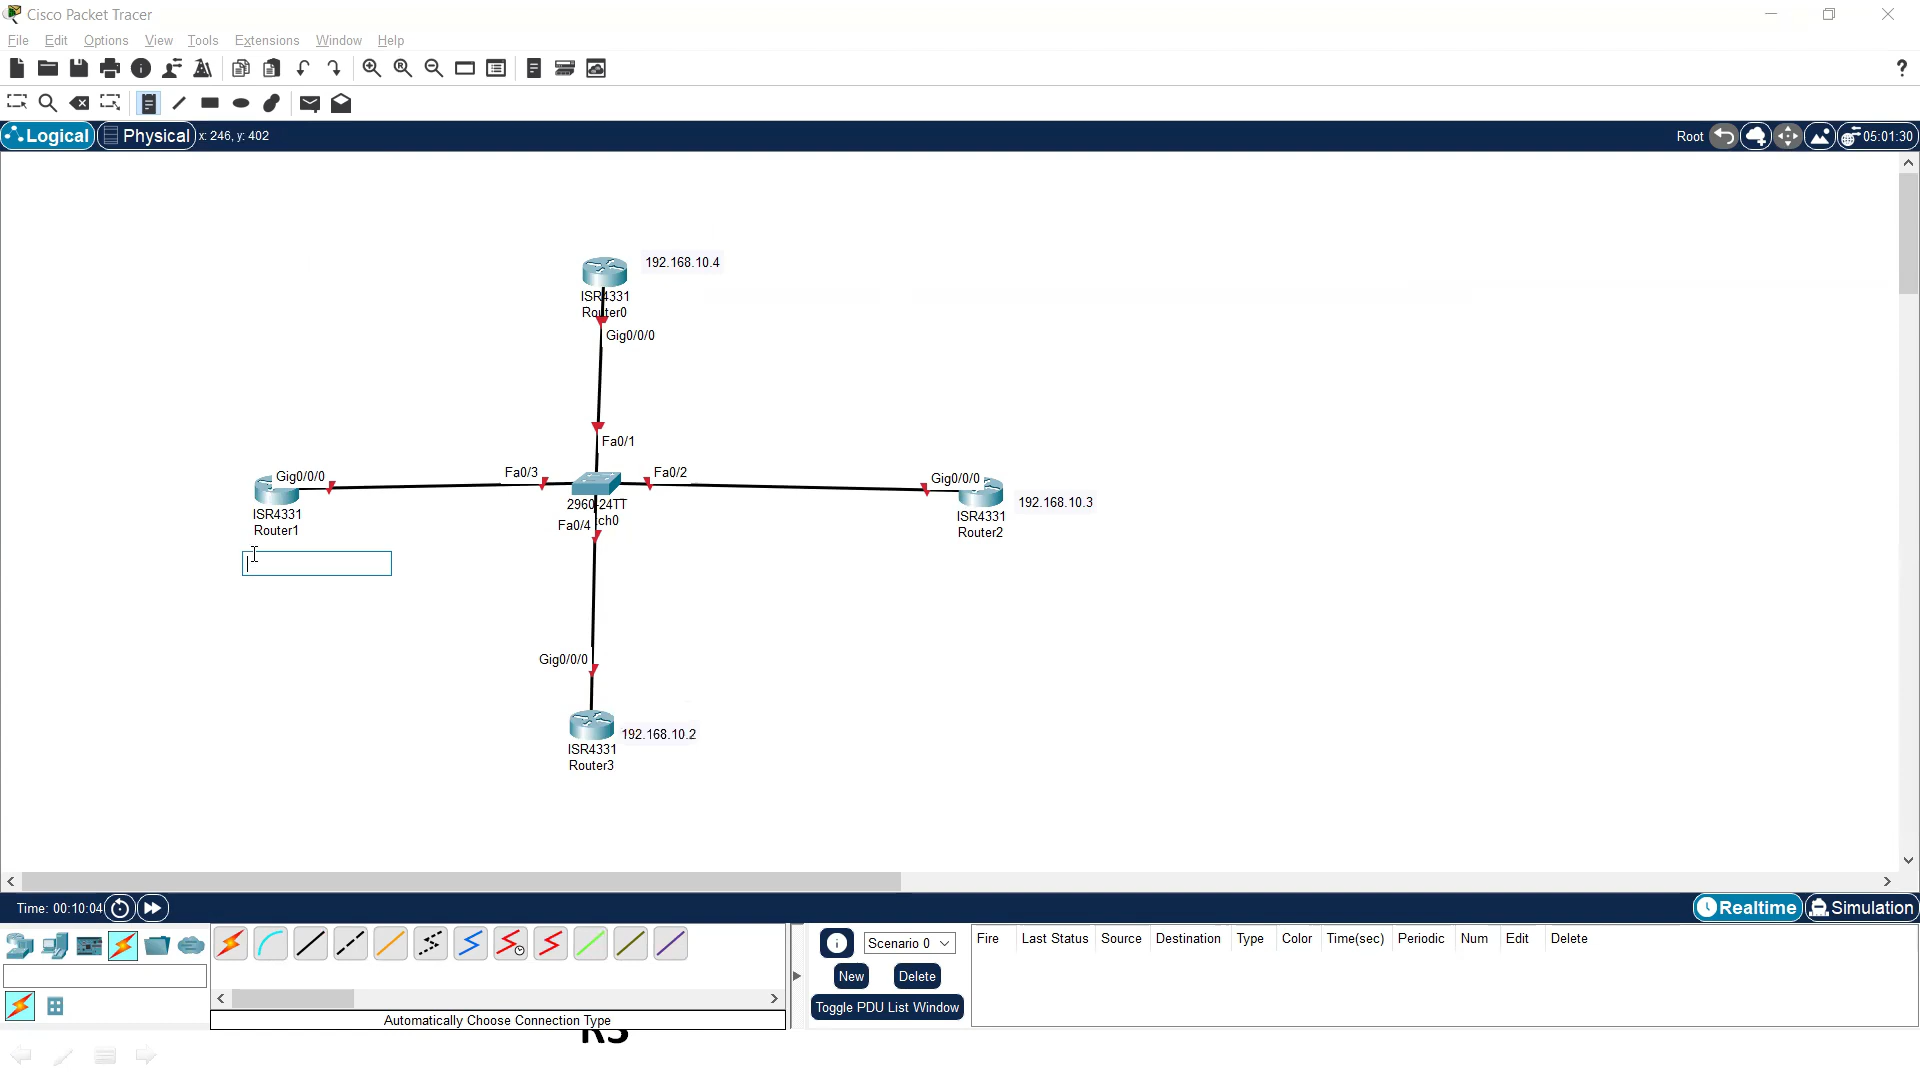 Cisco Packet Tracer
File Edit Options View Tools Extensions Window Help
?
Logical Physical x: 246, y: 402 Root 05:01:30
192.168.10.4
ISR4331
Router0
Gig0/0/0
Fa0/1
Gig0/0/0 Fa0/3 Fa0/2 Gig0/0/0
192.168.10.3
ISR4331 2960-24TT ISR4331
Router1 Fa0/4 ch0 Router2
Gig0/0/0
192.168.10.2
ISR4331
Router3
Time: 00:10:04 Realtime Simulation
Scenario 0 Fire Last Status Source Destination Type Color Time(sec) Periodic Num Edit Delete
New Delete
Toggle PDU List Window
Automatically Choose Connection Type
R3